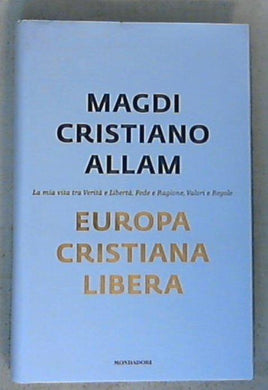 MAGDI
CRISTIANO
ALLAM
La mia vita tra Verità e Libertà, Fede e Ragione, Valori e Regole
EUROPA
CRISTIANA
LIBERA
MONDADORI